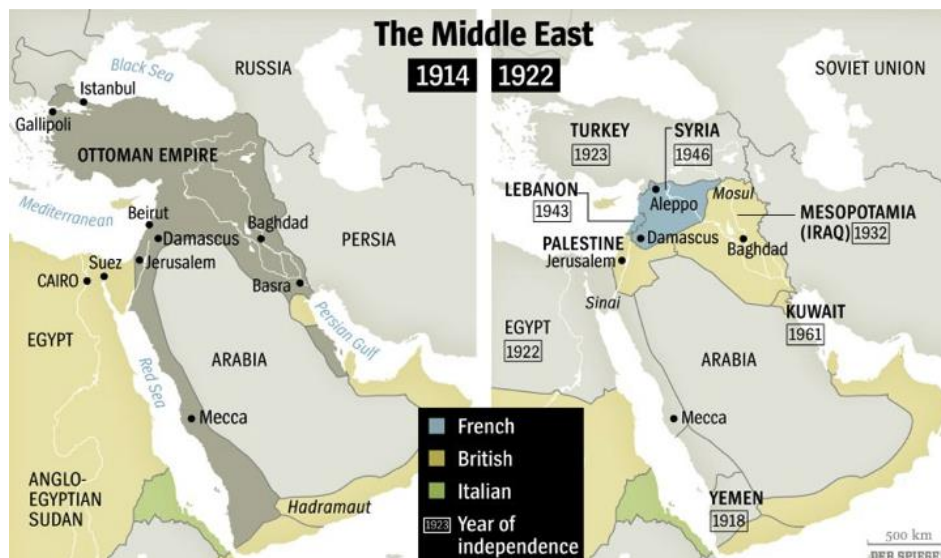 The Middle East
1914
1922
Black Sea
RUSSIA
Istanbul
Gallipoli
OTTOMAN EMPIRE
Mediterranean
Beirut
Damascus
Baghdad
PERSIA
Suez
Jerusalem
CAIRO
Basra
Persian Gulf
EGYPT
Red Sea
ARABIA
Mecca
ANGLO-
EGYPTIAN
SUDAN
Hadramaut
SOVIET UNION
TURKEY
1923
SYRIA
1946
LEBANON
1943
Aleppo
Mosul
MESOPOTAMIA
(IRAQ) 1932
PALESTINE
Damascus
Jerusalem
Baghdad
Sinai
KUWAIT
1961
EGYPT
1922
ARABIA
Mecca
YEMEN
1918
French
British
Italian
1923 Year of
independence
500 km
DER SPIEGE